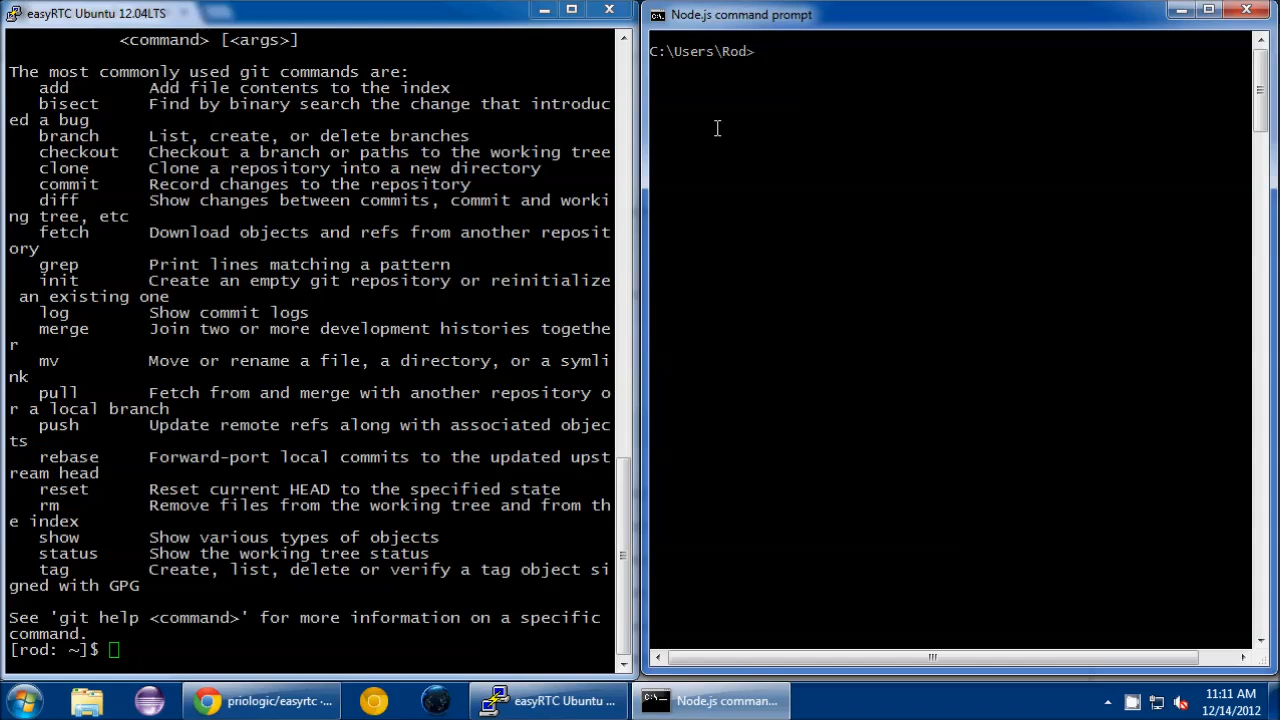 easyRTC Ubuntu 12.04LTS
<command> [<args>]
The most commonly used git commands are:
add Add file contents to the index
bisect Find by binary search the change that introduc
ed a bug
branch List, create, or delete branches
checkout Checkout a branch or paths to the working tree
clone Clone a repository into a new directory
commit Record changes to the repository
diff Show changes between commits, commit and worki
ng tree, etc
fetch Download objects and refs from another reposit
ory
grep Print lines matching a pattern
init Create an empty git repository or reinitialize
an existing one
log Show commit logs
merge Join two or more development histories togethe
r
mv Move or rename a file, a directory, or a symli
nk
pull Fetch from and merge with another repository o
r a local branch
push Update remote refs along with associated objec
ts
rebase Forward-port local commits to the updated upst
ream head
reset Reset current HEAD to the specified state
rm Remove files from the working tree and from th
e index
show Show various types of objects
status Show the working tree status
tag Create, list, delete or verify a tag object si
gned with GPG
See 'git help <command>' for more information on a specific
command.
[rod: ~]$
Node.js command prompt
C:\Users\Rod>
priologic/easyrtc -...
easyRTC Ubuntu ...
Node.js comman...
11:11 AM
12/14/2012